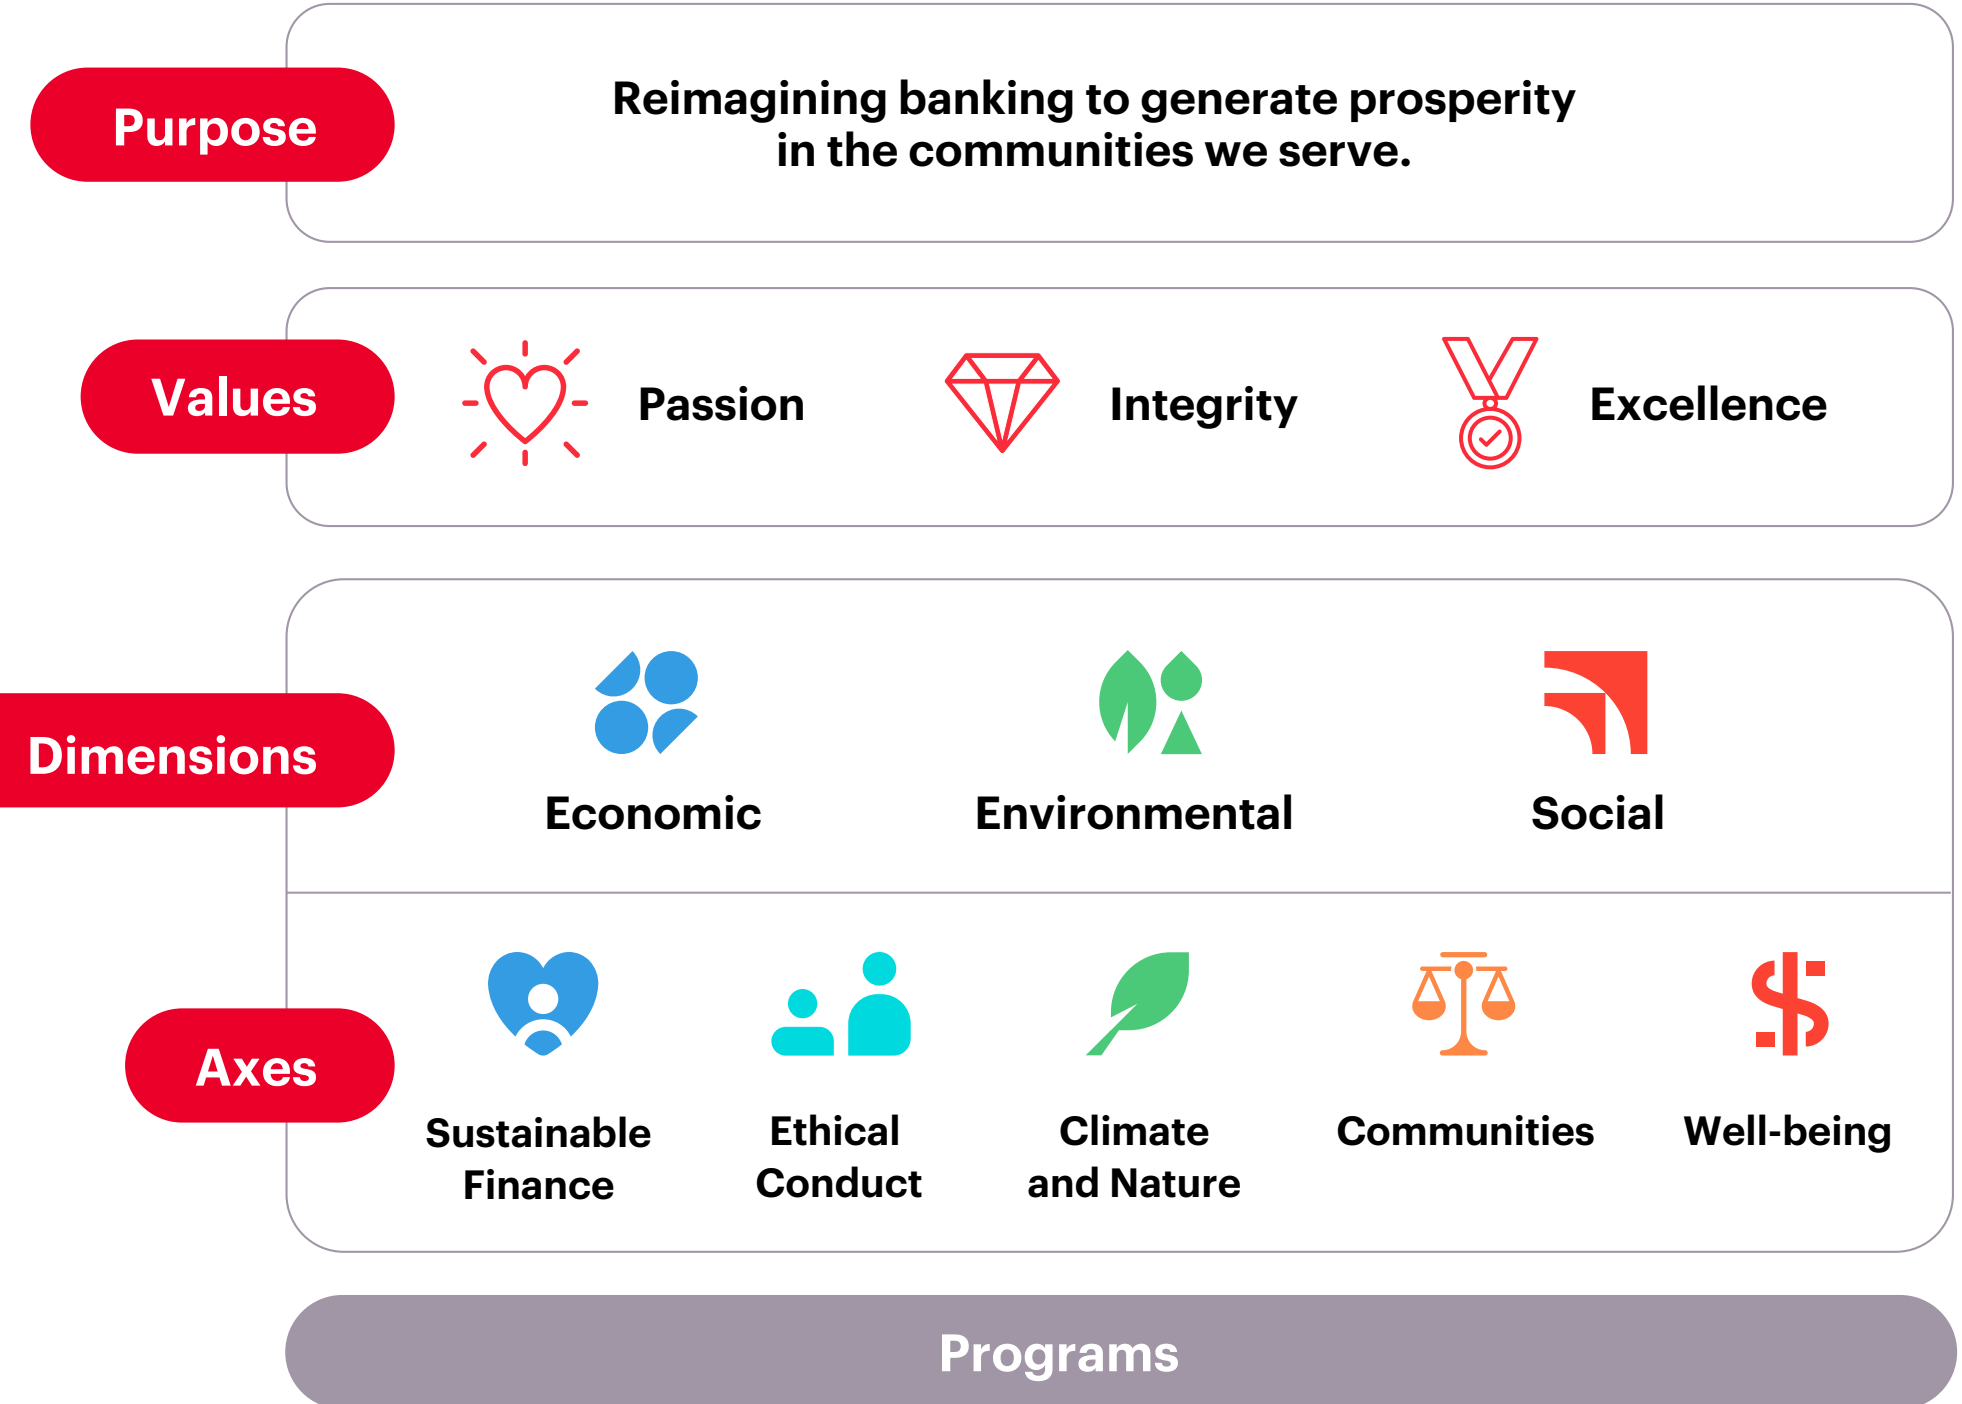 Purpose
Reimagining banking to generate prosperity
in the communities we serve.
Values
Passion
Integrity
Excellence
Dimensions
Economic
Environmental
Social
Axes
Sustainable
Finance
Ethical
Conduct
Climate
and Nature
Communities
Well-being
Programs